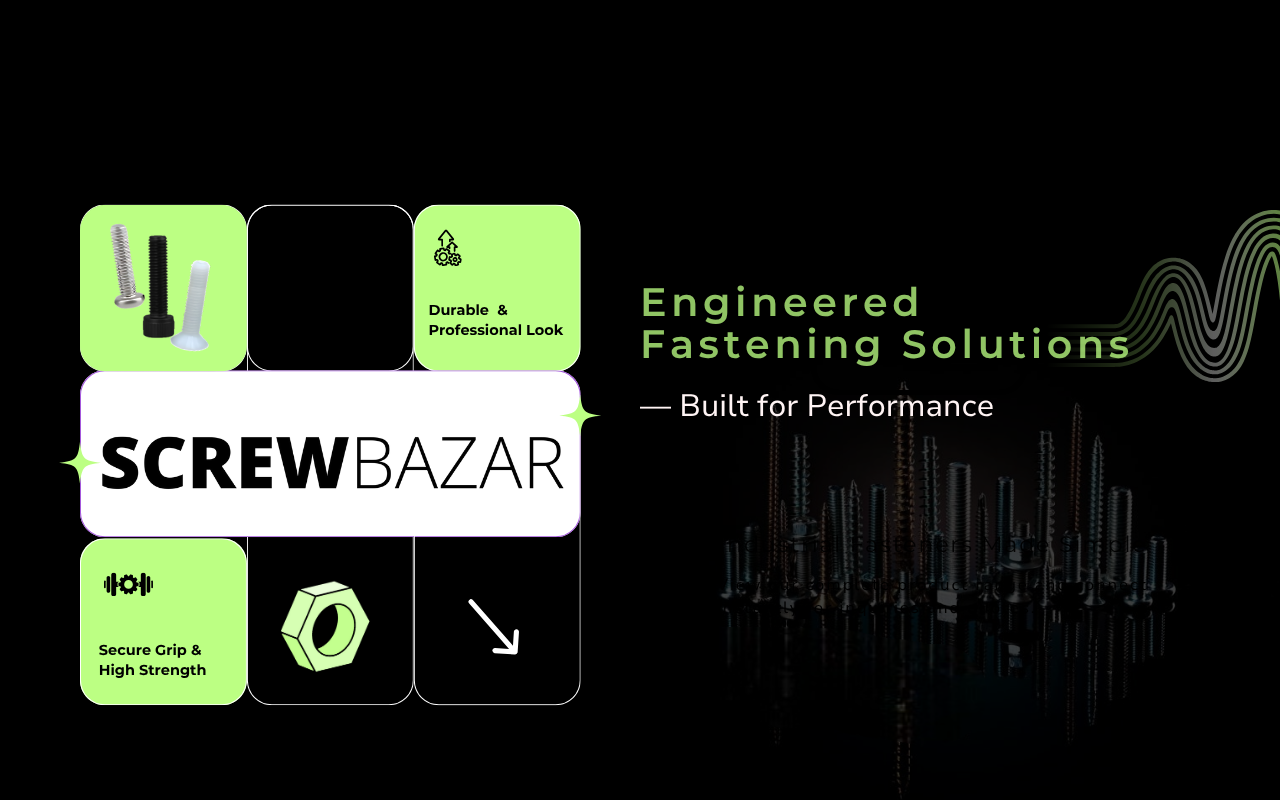 Durable &
Professional Look
SCREWBAZAR
Secure Grip &
High Strength
Engineered
Fastening Solutions
— Built for Performance